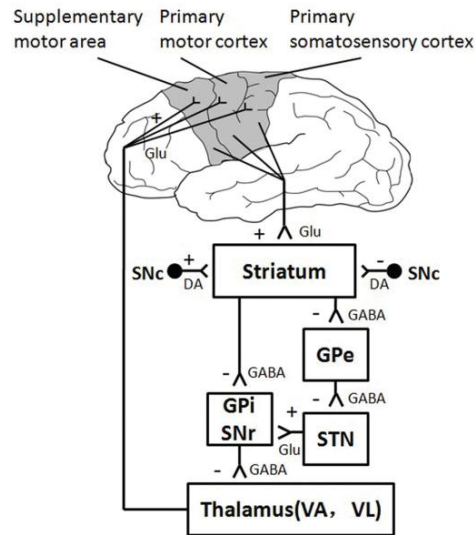 Supplementary
motor area
Primary
motor cortex
Primary
somatosensory cortex
+
Glu
+
Glu
SNc
+
DA
Striatum
-
DA
SNc
-
GABA
-
GABA
GPe
GPi
SNr
-
GABA
+
Glu
STN
-
GABA
Thalamus(VA，VL)